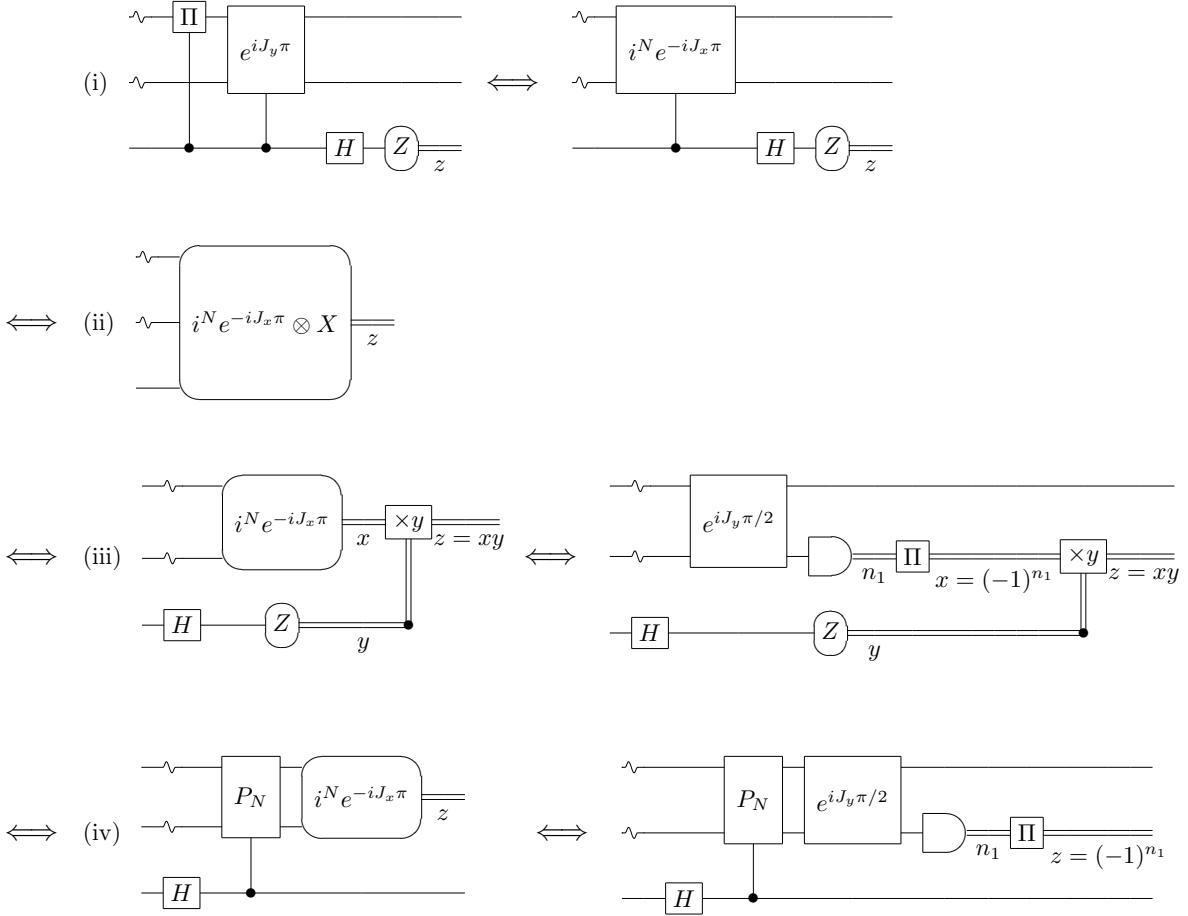 Π
e^{iJ_yπ}
i^N e^{-iJ_xπ}
(i) ⟺
H Z z
H Z z
⟺ (ii) i^N e^{-iJ_xπ} ⊗ X z
i^N e^{-iJ_xπ} x ×y z = xy
e^{iJ_yπ/2}
⟺ (iii) ⟺
n_1 Π x = (-1)^{n_1} ×y z = xy
H Z y
H Z y
P_N i^N e^{-iJ_xπ} z
P_N e^{iJ_yπ/2}
⟺ (iv) ⟺
n_1 Π z = (-1)^{n_1}
H
H